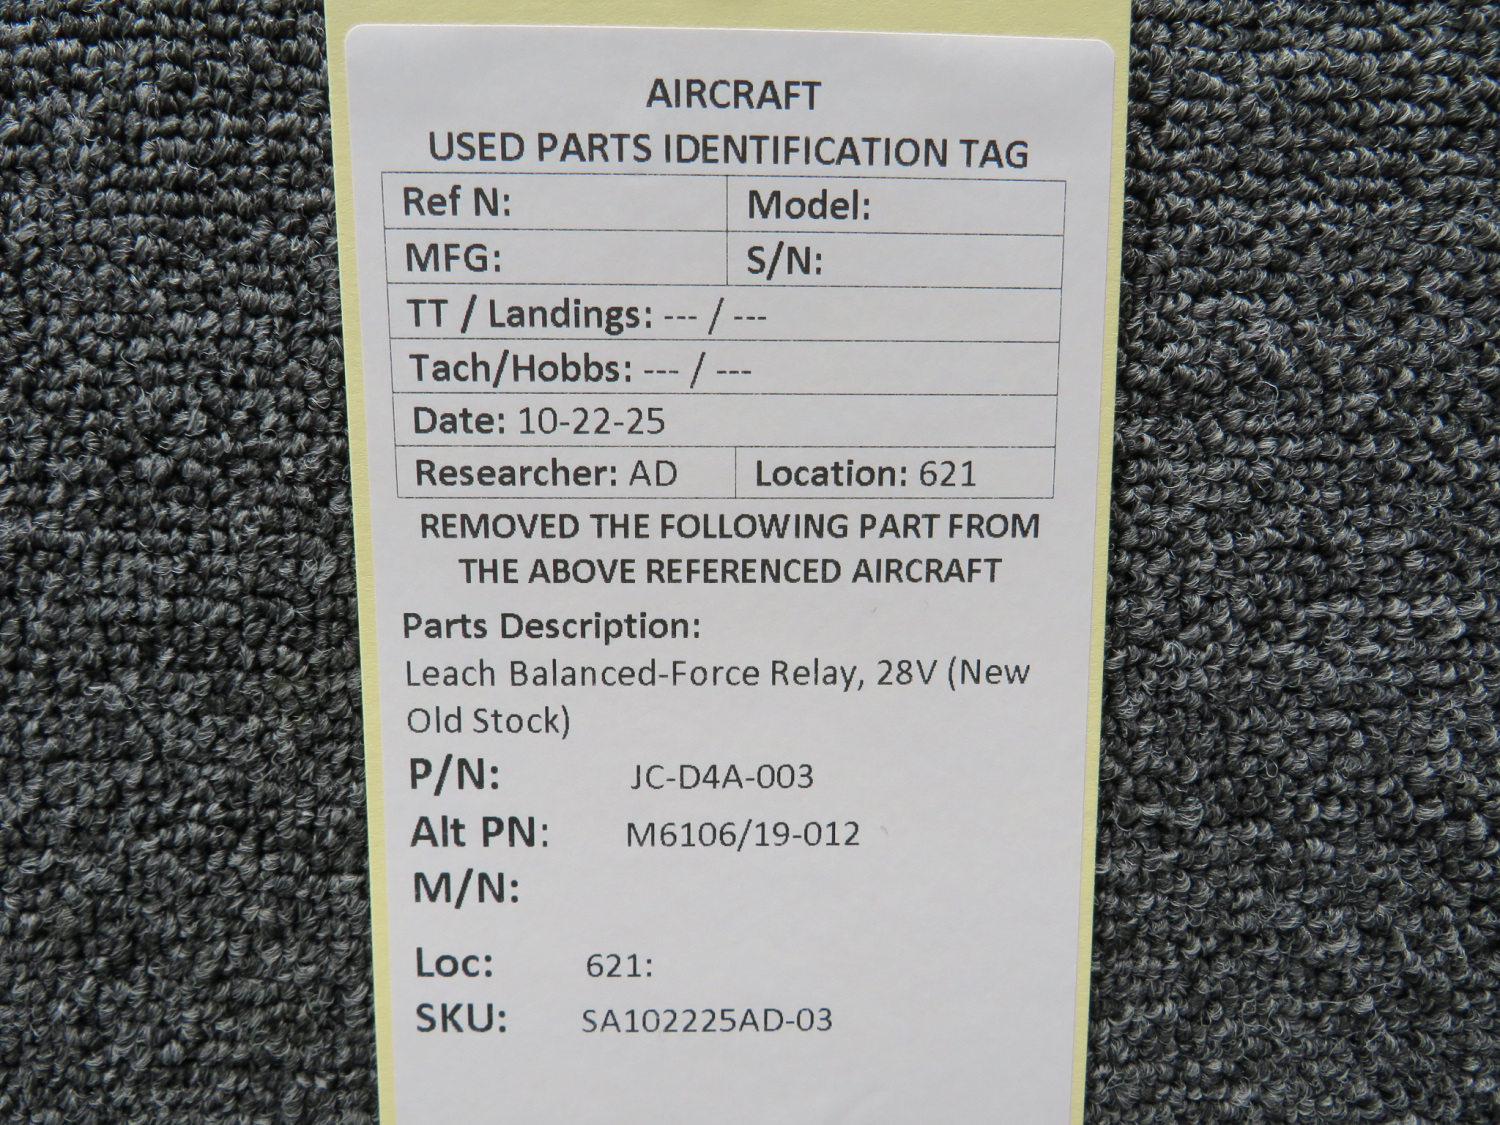 AIRCRAFT
USED PARTS IDENTIFICATION TAG
Ref N: Model:
MFG: S/N:
TT / Landings: --- / ---
Tach/Hobbs: --- / ---
Date: 10-22-25
Researcher: AD Location: 621
REMOVED THE FOLLOWING PART FROM
THE ABOVE REFERENCED AIRCRAFT
Parts Description:
Leach Balanced-Force Relay, 28V (New
Old Stock)
P/N: JC-D4A-003
Alt PN: M6106/19-012
M/N:
Loc: 621:
SKU: SA102225AD-03